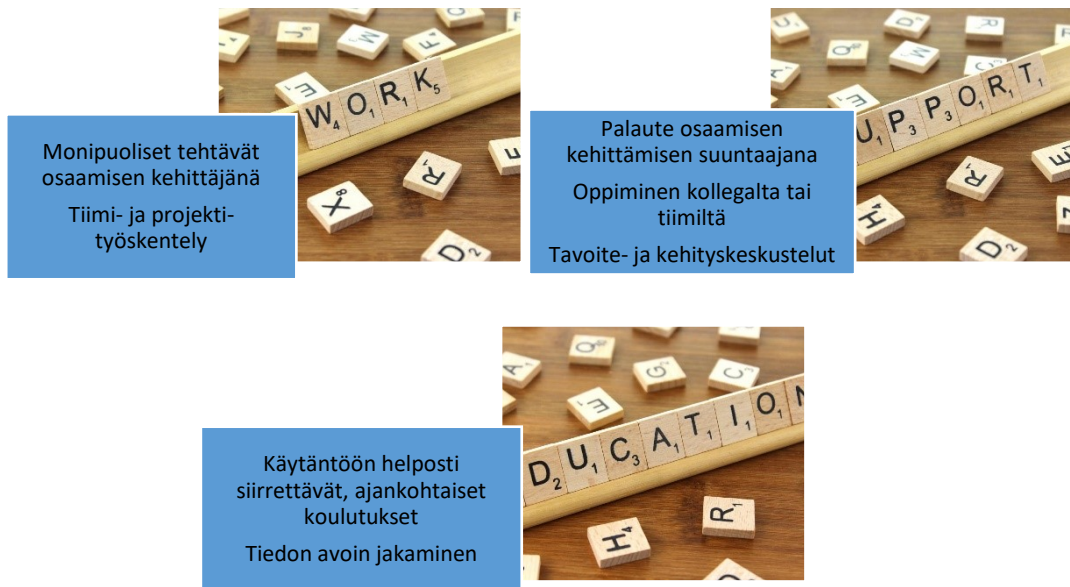 WORK
Monipuoliset tehtävät
osaamisen kehittäjänä
Tiimi- ja projekti-
työskentely
UPPORT
Palaute osaamisen
kehittämisen suuntaajana
Oppiminen kollegalta tai
tiimiltä
Tavoite- ja kehityskeskustelut
DUCATION
Käytäntöön helposti
siirrettävät, ajankohtaiset
koulutukset
Tiedon avoin jakaminen